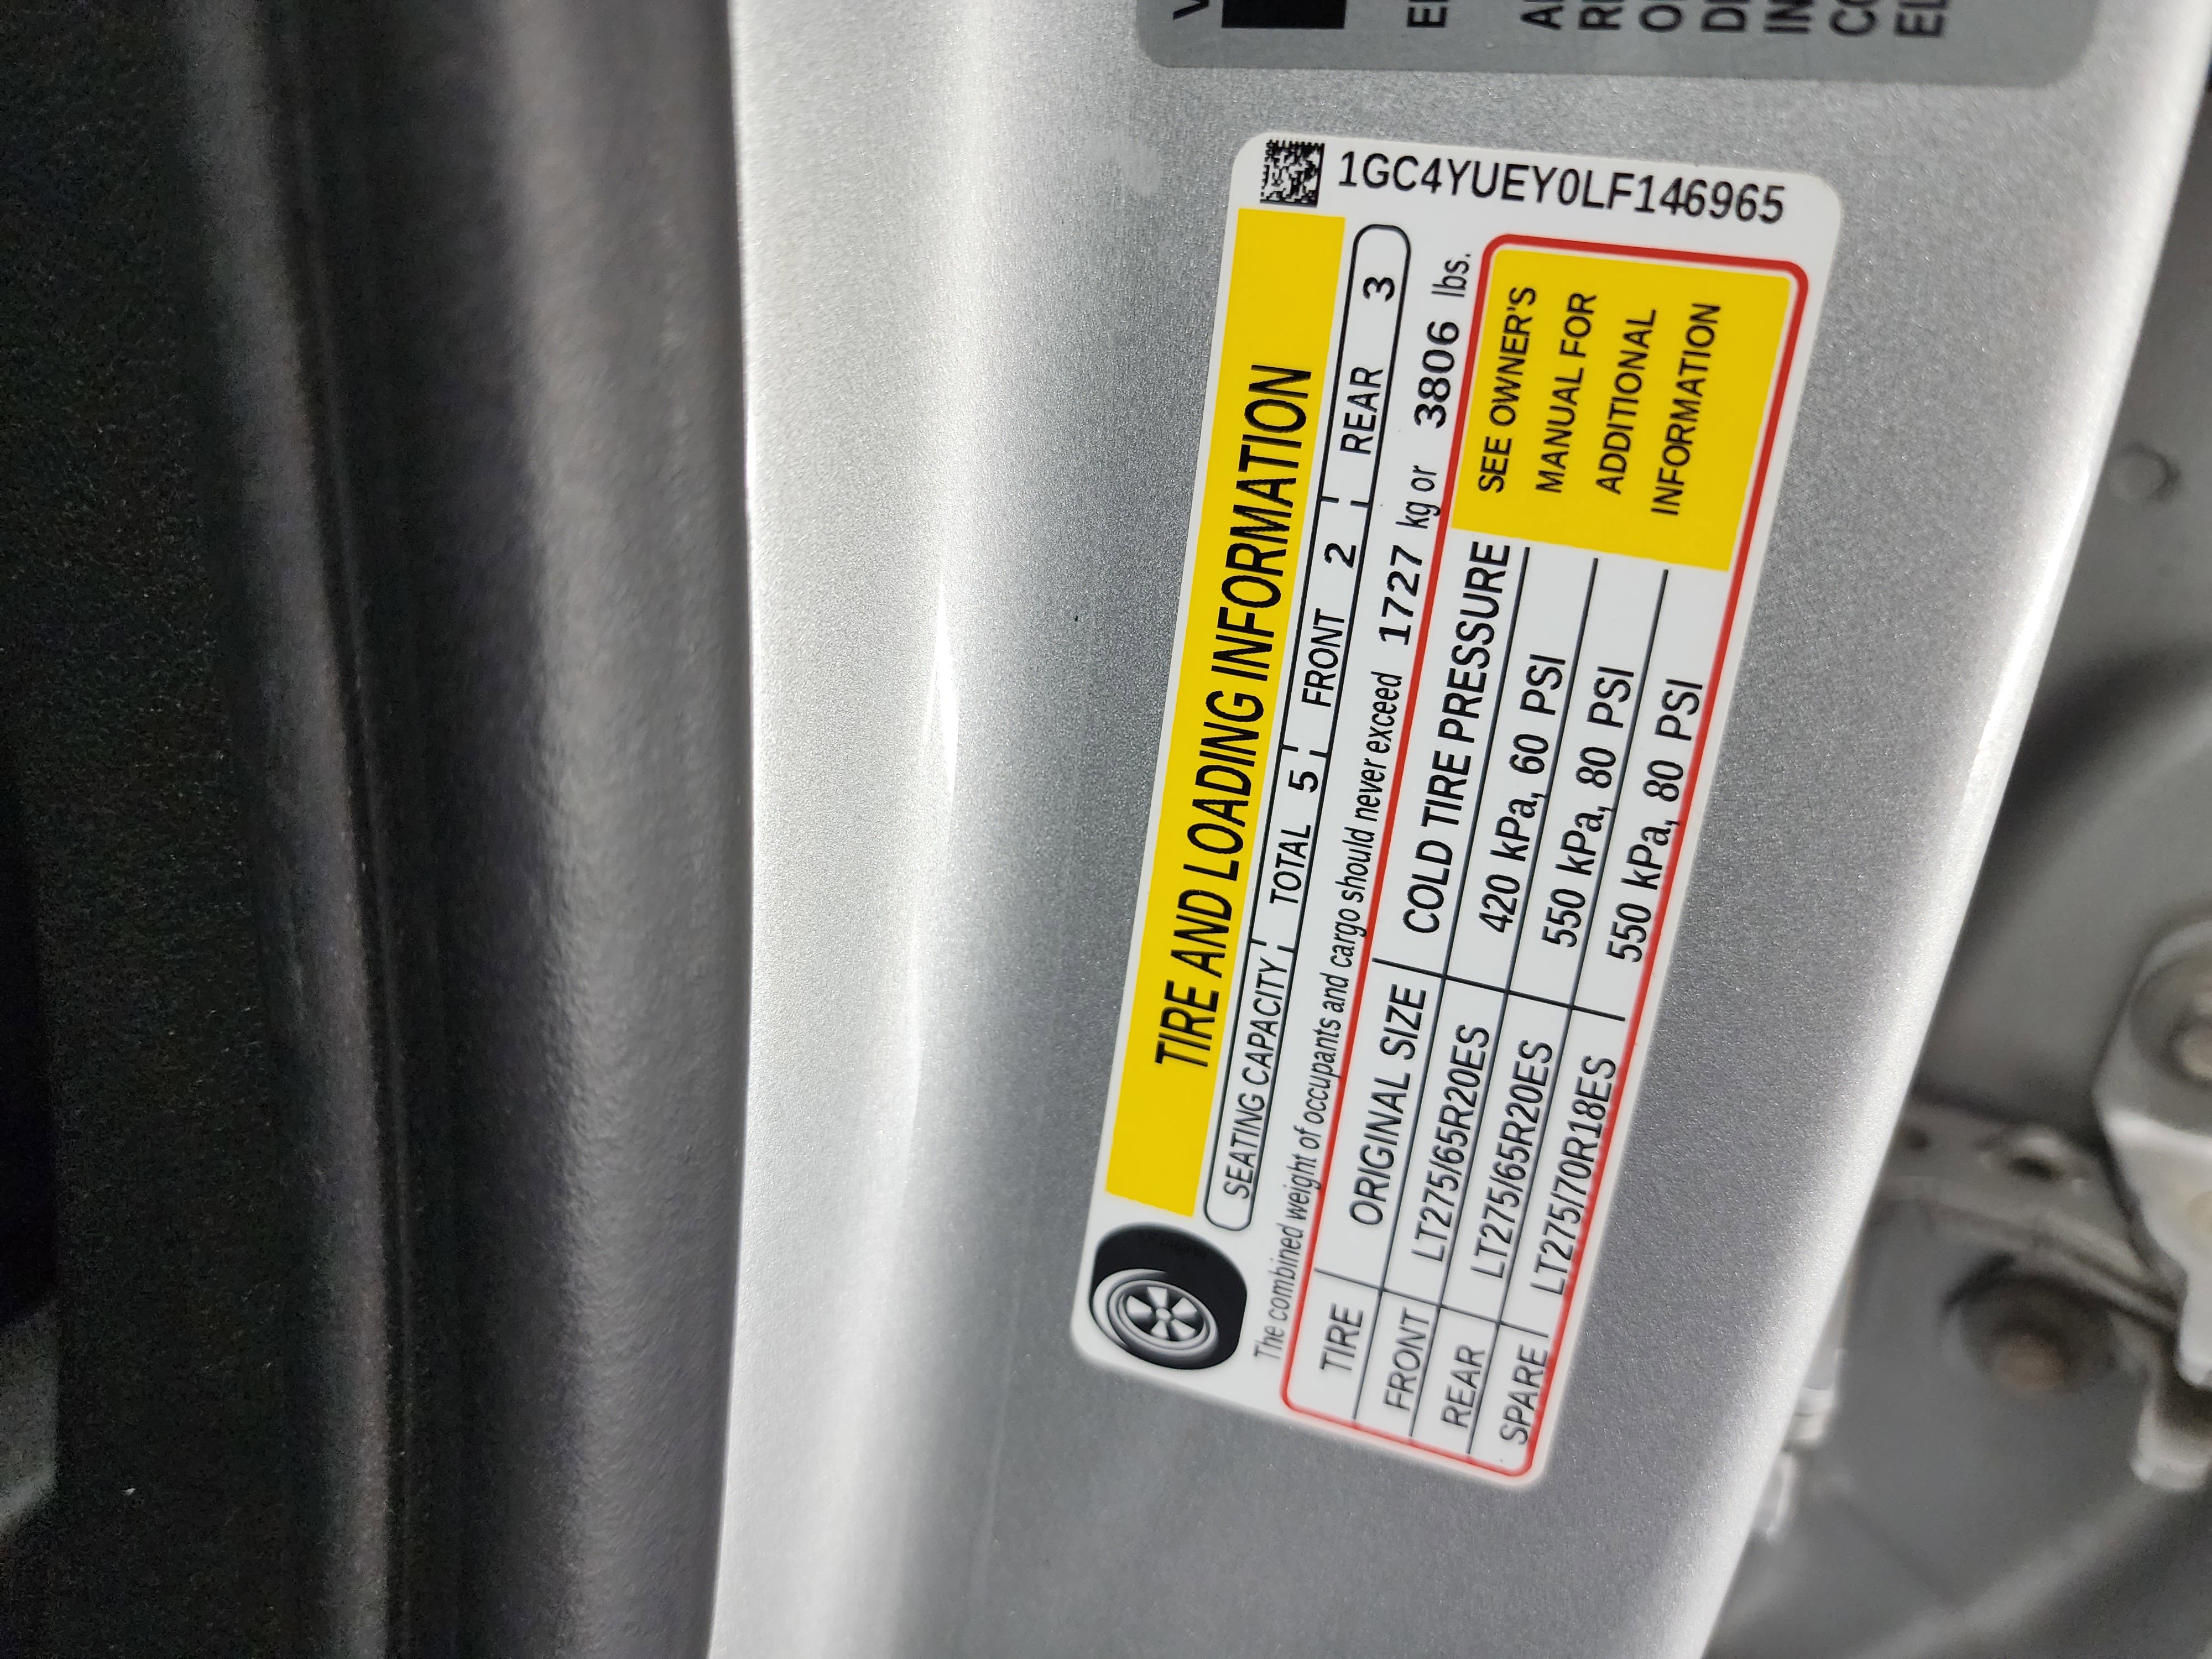 1GC4YUEY0LF146965
TIRE AND LOADING INFORMATION
SEATING CAPACITY TOTAL 5 FRONT 2 REAR 3
The combined weight of occupants and cargo should never exceed 1727 kg or 3806 lbs.
TIRE ORIGINAL SIZE COLD TIRE PRESSURE
FRONT LT275/65R20ES 420 kPa, 60 PSI
REAR LT275/65R20ES 550 kPa, 80 PSI
SPARE LT275/70R18ES 550 kPa, 80 PSI
SEE OWNER'S
MANUAL FOR
ADDITIONAL
INFORMATION